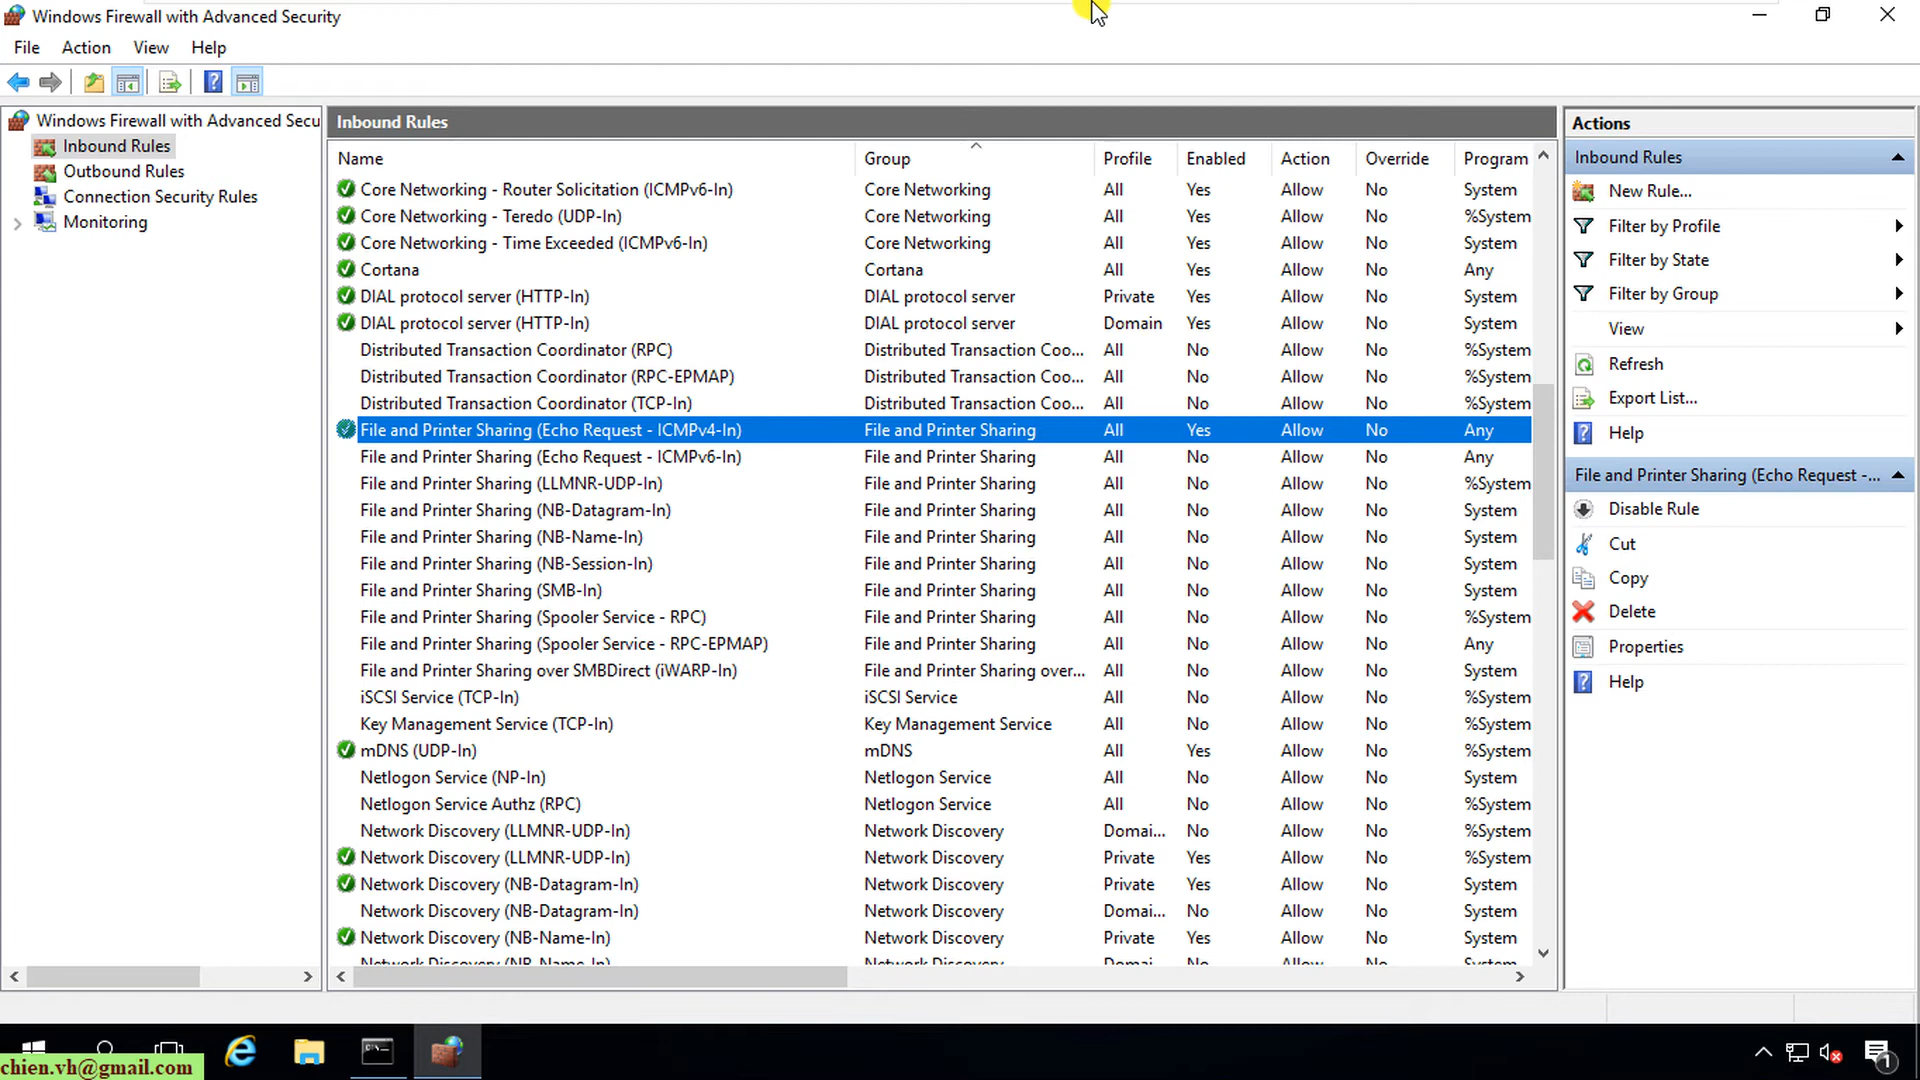 Windows Firewall with Advanced Security
File Action View Help
Windows Firewall with Advanced Secu
Inbound Rules
Outbound Rules
Connection Security Rules
Monitoring
Inbound Rules
Name Group Profile Enabled Action Override Program
Core Networking - Router Solicitation (ICMPv6-In) Core Networking All Yes Allow No System
Core Networking - Teredo (UDP-In) Core Networking All Yes Allow No %System
Core Networking - Time Exceeded (ICMPv6-In) Core Networking All Yes Allow No System
Cortana Cortana All Yes Allow No Any
DIAL protocol server (HTTP-In) DIAL protocol server Private Yes Allow No System
DIAL protocol server (HTTP-In) DIAL protocol server Domain Yes Allow No System
Distributed Transaction Coordinator (RPC) Distributed Transaction Coo... All No Allow No %System
Distributed Transaction Coordinator (RPC-EPMAP) Distributed Transaction Coo... All No Allow No %System
Distributed Transaction Coordinator (TCP-In) Distributed Transaction Coo... All No Allow No %System
File and Printer Sharing (Echo Request - ICMPv4-In) File and Printer Sharing All Yes Allow No Any
File and Printer Sharing (Echo Request - ICMPv6-In) File and Printer Sharing All No Allow No Any
File and Printer Sharing (LLMNR-UDP-In) File and Printer Sharing All No Allow No %System
File and Printer Sharing (NB-Datagram-In) File and Printer Sharing All No Allow No System
File and Printer Sharing (NB-Name-In) File and Printer Sharing All No Allow No System
File and Printer Sharing (NB-Session-In) File and Printer Sharing All No Allow No System
File and Printer Sharing (SMB-In) File and Printer Sharing All No Allow No System
File and Printer Sharing (Spooler Service - RPC) File and Printer Sharing All No Allow No %System
File and Printer Sharing (Spooler Service - RPC-EPMAP) File and Printer Sharing All No Allow No Any
File and Printer Sharing over SMBDirect (iWARP-In) File and Printer Sharing over... All No Allow No System
iSCSI Service (TCP-In) iSCSI Service All No Allow No %System
Key Management Service (TCP-In) Key Management Service All No Allow No %System
mDNS (UDP-In) mDNS All Yes Allow No %System
Netlogon Service (NP-In) Netlogon Service All No Allow No System
Netlogon Service Authz (RPC) Netlogon Service All No Allow No %System
Network Discovery (LLMNR-UDP-In) Network Discovery Domai... No Allow No %System
Network Discovery (LLMNR-UDP-In) Network Discovery Private Yes Allow No %System
Network Discovery (NB-Datagram-In) Network Discovery Private Yes Allow No System
Network Discovery (NB-Datagram-In) Network Discovery Domai... No Allow No System
Network Discovery (NB-Name-In) Network Discovery Private Yes Allow No System
Network Discovery (NB-Name-In) Network Discovery Domai... No Allow No System
Actions
Inbound Rules
New Rule...
Filter by Profile
Filter by State
Filter by Group
View
Refresh
Export List...
Help
File and Printer Sharing (Echo Request -...
Disable Rule
Cut
Copy
Delete
Properties
Help
chien.vh@gmail.com
1